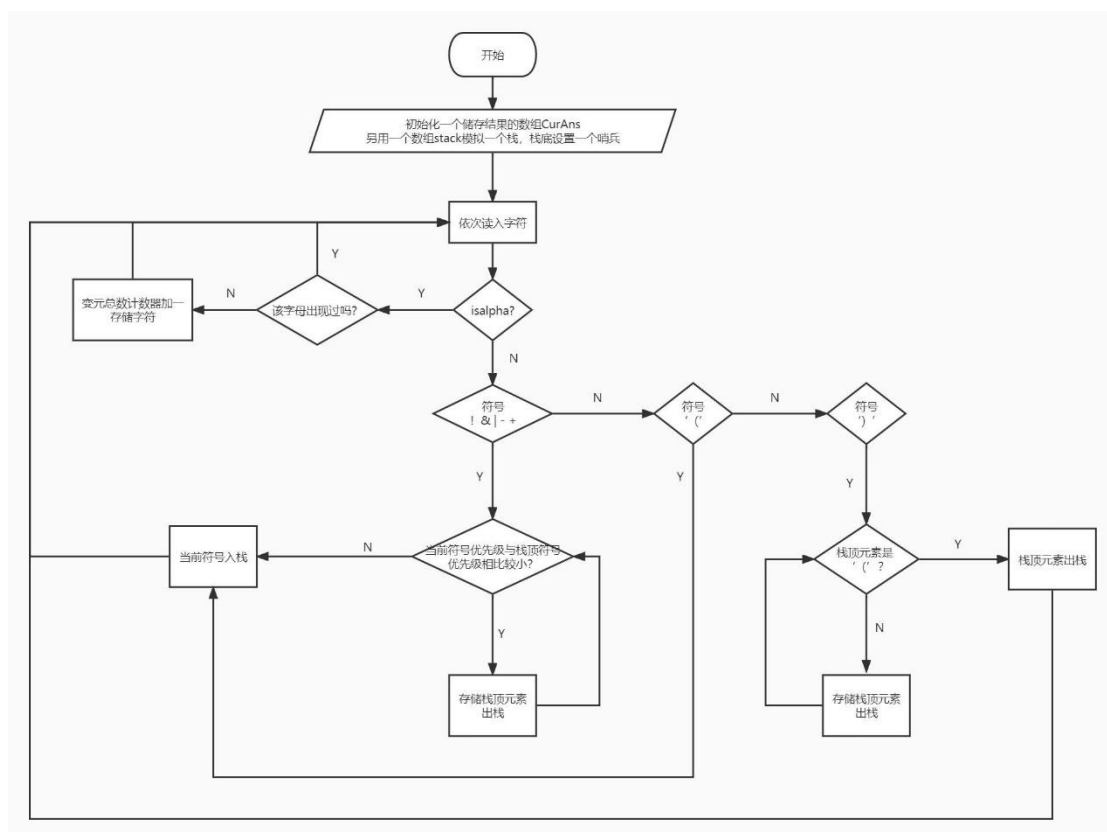 开始
初始化一个储存结果的数组CurAns
另用一个数组stack模拟一个栈，栈底设置一个哨兵
依次读入字符
Y
变元总数计数器加一
存储字符
N
该字母出现过吗?
Y
isalpha?
N
符号
! & | - +
N
符号
‘（‘
N
符号
‘）‘
Y
Y
Y
当前符号入栈
N
当前符号优先级与栈顶符号
优先级相比较小？
栈顶元素是
‘（‘ ？
Y
栈顶元素出栈
Y
N
存储栈顶元素
出栈
存储栈顶元素
出栈